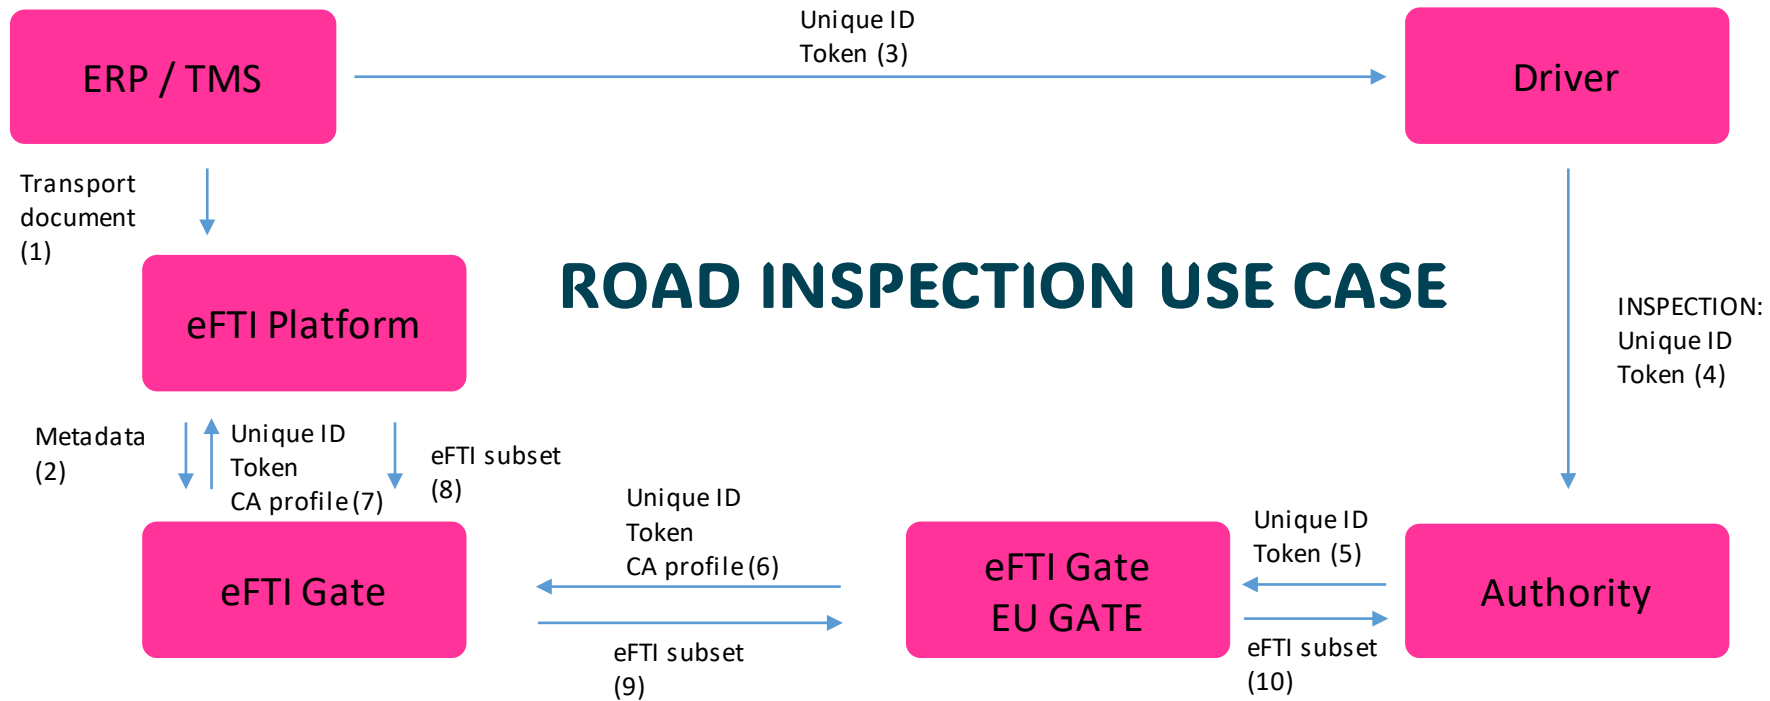 Unique ID
Token (3)
ERP / TMS
Driver
Transport
document
(1)
ROAD INSPECTION USE CASE
eFTI Platform
INSPECTION:
Unique ID
Token (4)
Metadata
(2)
Unique ID
Token
CA profile (7)
eFTI subset
(8)
Unique ID
Token
CA profile (6)
Unique ID
Token (5)
eFTI Gate
eFTI Gate
EU GATE
Authority
eFTI subset
(9)
eFTI subset
(10)